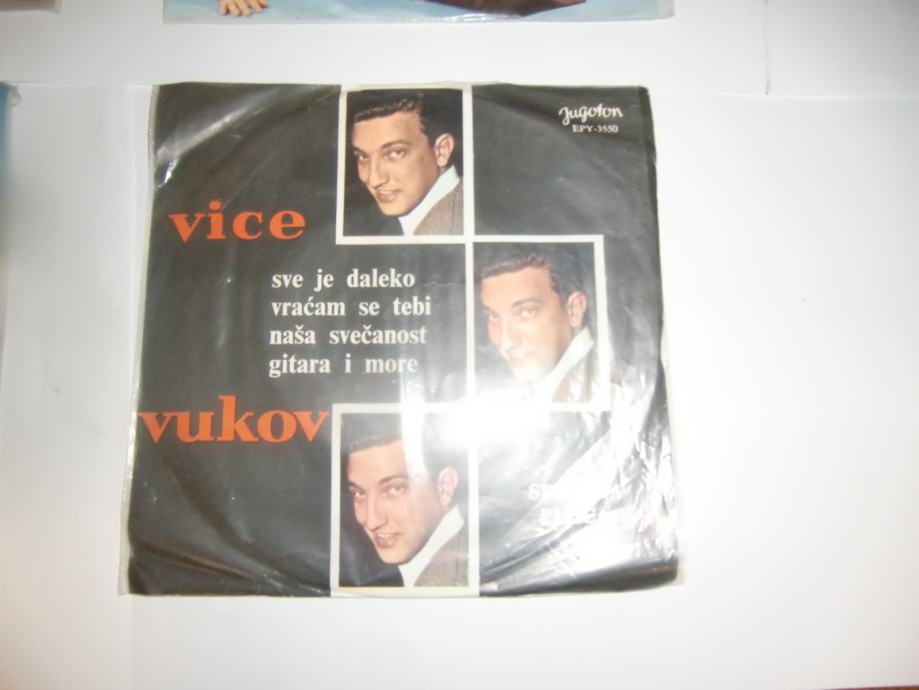 Jugoton
EPY-3550
vice
sve je daleko
vraćam se tebi
naša svečanost
gitara i more
vukov